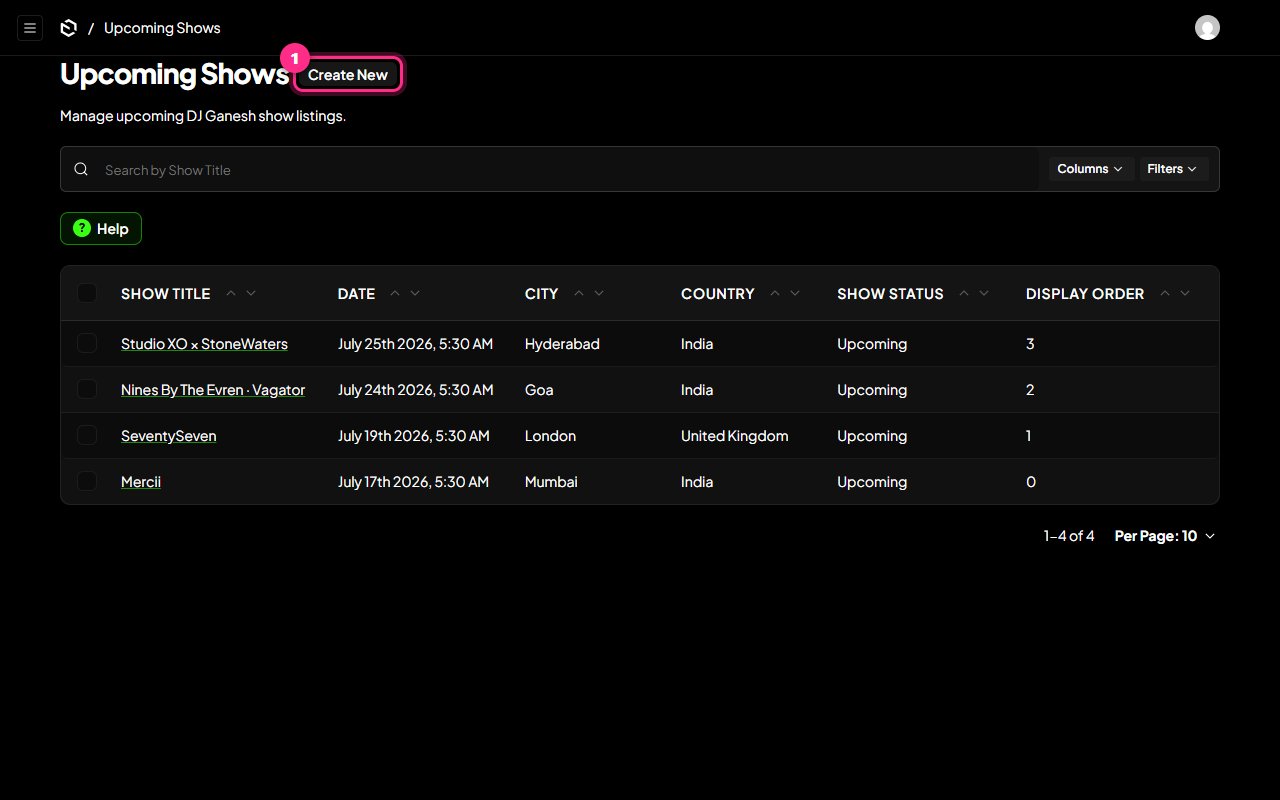 / Upcoming Shows
1
Upcoming Shows Create New
Manage upcoming DJ Ganesh show listings.
Search by Show Title Columns Filters
? Help
SHOW TITLE DATE CITY COUNTRY SHOW STATUS DISPLAY ORDER
Studio XO × StoneWaters July 25th 2026, 5:30 AM Hyderabad India Upcoming 3
Nines By The Evren · Vagator July 24th 2026, 5:30 AM Goa India Upcoming 2
SeventySeven July 19th 2026, 5:30 AM London United Kingdom Upcoming 1
Mercii July 17th 2026, 5:30 AM Mumbai India Upcoming 0
1–4 of 4 Per Page: 10